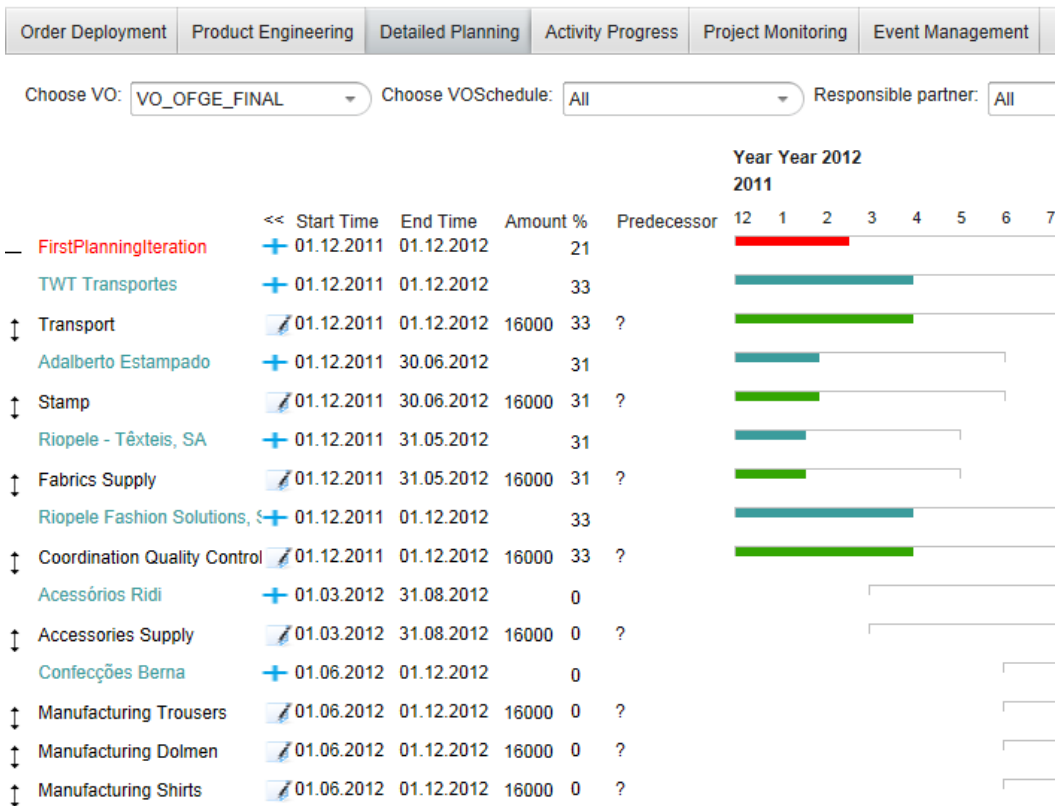 Order Deployment Product Engineering Detailed Planning Activity Progress Project Monitoring Event Management
Choose VO: VO_OFGE_FINAL Choose VOSchedule: All Responsible partner: All
Year Year 2012
2011
<< Start Time End Time Amount % Predecessor 12 1 2 3 4 5 6 7
FirstPlanningIteration 01.12.2011 01.12.2012 21
TWT Transportes 01.12.2011 01.12.2012 33
Transport 01.12.2011 01.12.2012 16000 33 ?
Adalberto Estampado 01.12.2011 30.06.2012 31
Stamp 01.12.2011 30.06.2012 16000 31 ?
Riopele - Têxteis, SA 01.12.2011 31.05.2012 31
Fabrics Supply 01.12.2011 31.05.2012 16000 31 ?
Riopele Fashion Solutions, S 01.12.2011 01.12.2012 33
Coordination Quality Control 01.12.2011 01.12.2012 16000 33 ?
Acessórios Ridi 01.03.2012 31.08.2012 0
Accessories Supply 01.03.2012 31.08.2012 16000 0 ?
Confecções Berna 01.06.2012 01.12.2012 0
Manufacturing Trousers 01.06.2012 01.12.2012 16000 0 ?
Manufacturing Dolmen 01.06.2012 01.12.2012 16000 0 ?
Manufacturing Shirts 01.06.2012 01.12.2012 16000 0 ?